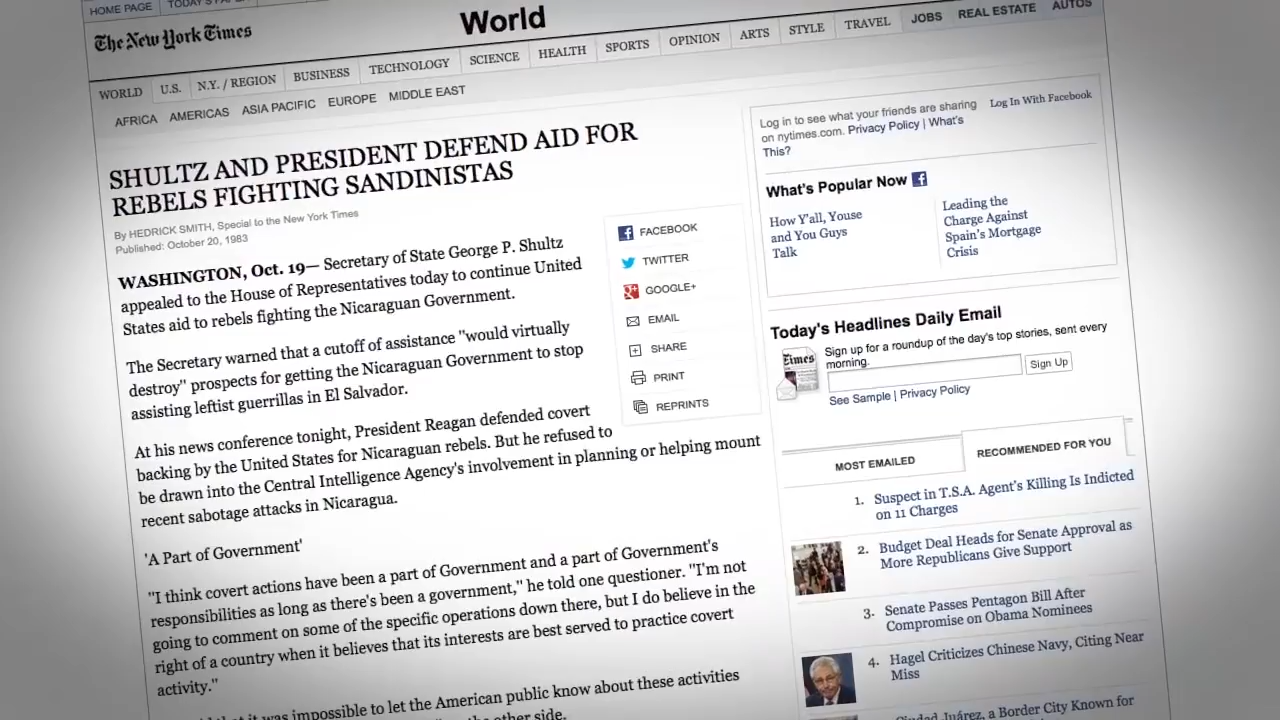 HOME PAGE
The New York Times
World
WORLD U.S. N.Y. / REGION BUSINESS TECHNOLOGY SCIENCE HEALTH SPORTS OPINION ARTS STYLE TRAVEL JOBS REAL ESTATE AUTOS
AFRICA AMERICAS ASIA PACIFIC EUROPE MIDDLE EAST
SHULTZ AND PRESIDENT DEFEND AID FOR
REBELS FIGHTING SANDINISTAS
By HEDRICK SMITH, Special to the New York Times
Published: October 20, 1983
WASHINGTON, Oct. 19— Secretary of State George P. Shultz
appealed to the House of Representatives today to continue United
States aid to rebels fighting the Nicaraguan Government.
The Secretary warned that a cutoff of assistance "would virtually
destroy" prospects for getting the Nicaraguan Government to stop
assisting leftist guerrillas in El Salvador.
At his news conference tonight, President Reagan defended covert
backing by the United States for Nicaraguan rebels. But he refused to
be drawn into the Central Intelligence Agency's involvement in planning or helping mount
recent sabotage attacks in Nicaragua.
'A Part of Government'
"I think covert actions have been a part of Government and a part of Government's
responsibilities as long as there's been a government," he told one questioner. "I'm not
going to comment on some of the specific operations down there, but I do believe in the
right of a country when it believes that its interests are best served to practice covert
activity."
it was impossible to let the American public know about these activities
the other side.
FACEBOOK
TWITTER
GOOGLE+
EMAIL
SHARE
PRINT
REPRINTS
Log in to see what your friends are sharing
on nytimes.com. Privacy Policy | What's
This?
Log In With Facebook
What's Popular Now
How Y'all, Youse
and You Guys
Talk
Leading the
Charge Against
Spain's Mortgage
Crisis
Today's Headlines Daily Email
Times
Sign up for a roundup of the day's top stories, sent every
morning.
Sign Up
See Sample | Privacy Policy
MOST EMAILED
RECOMMENDED FOR YOU
1. Suspect in T.S.A. Agent's Killing Is Indicted
on 11 Charges
2. Budget Deal Heads for Senate Approval as
More Republicans Give Support
3. Senate Passes Pentagon Bill After
Compromise on Obama Nominees
4. Hagel Criticizes Chinese Navy, Citing Near
Miss
Ciudad Juárez, a Border City Known for